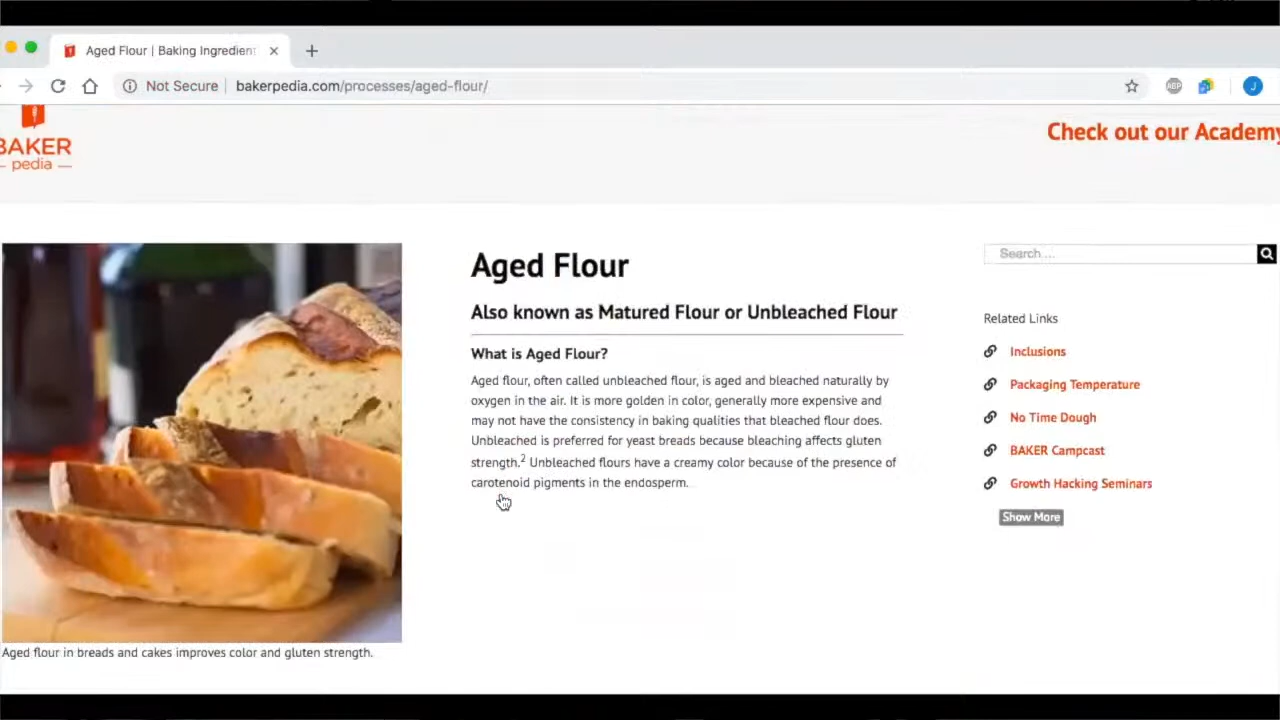 Aged Flour | Baking Ingredien
Not Secure
bakerpedia.com/processes/aged-flour/
ABP
J
BAKER
pedia
Check out our Academy
Aged Flour
Also known as Matured Flour or Unbleached Flour
What is Aged Flour?
Aged flour, often called unbleached flour, is aged and bleached naturally by
oxygen in the air. It is more golden in color, generally more expensive and
may not have the consistency in baking qualities that bleached flour does.
Unbleached is preferred for yeast breads because bleaching affects gluten
strength.2 Unbleached flours have a creamy color because of the presence of
carotenoid pigments in the endosperm.
Aged flour in breads and cakes improves color and gluten strength.
Search ...
Related Links
Inclusions
Packaging Temperature
No Time Dough
BAKER Campcast
Growth Hacking Seminars
Show More